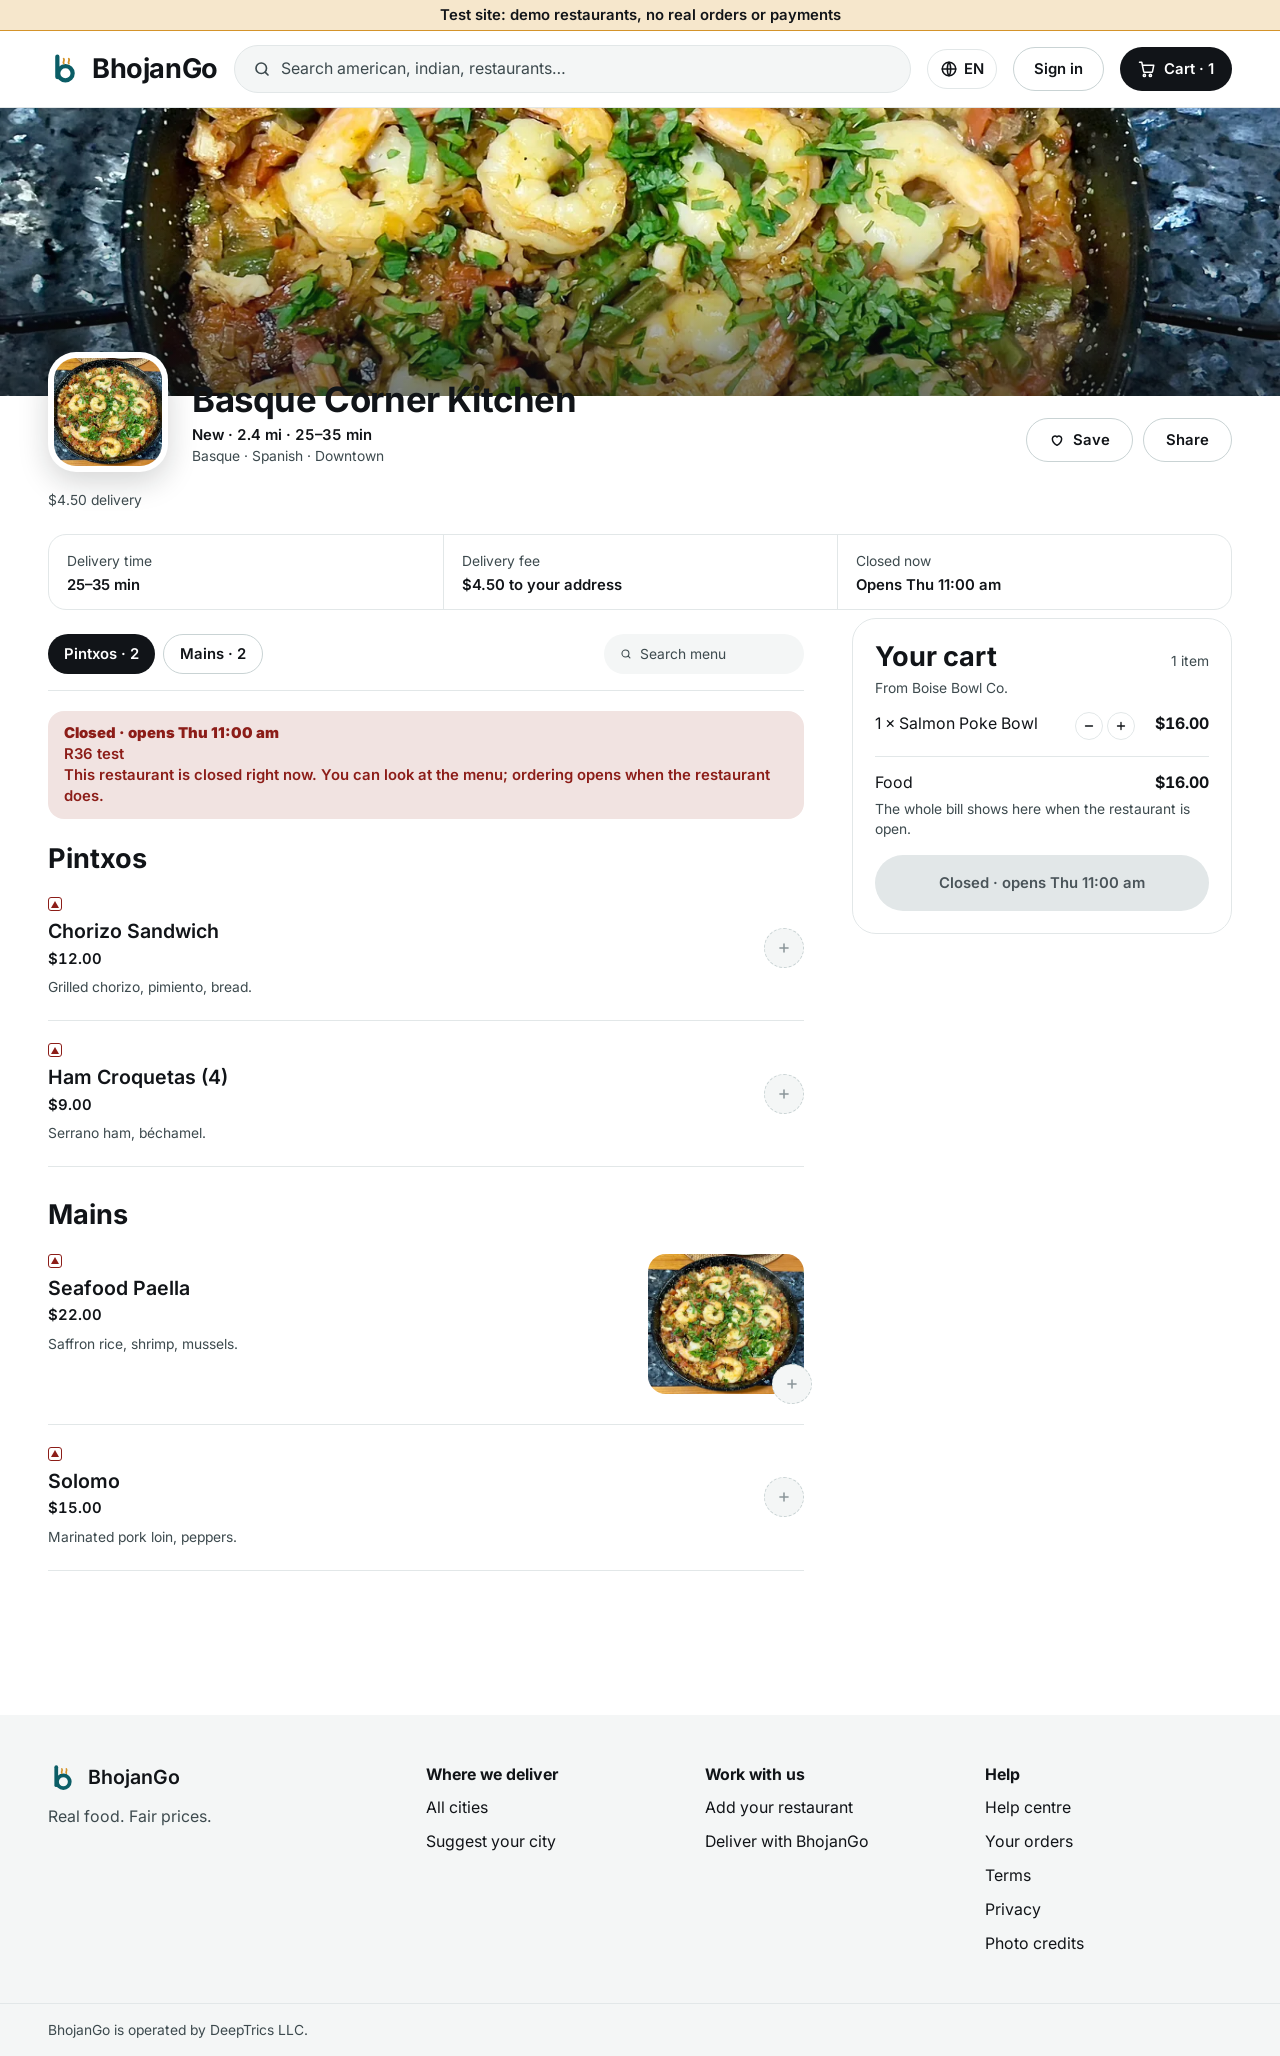 Test site: demo restaurants, no real orders or payments
BhojanGo
Search american, indian, restaurants…
EN
Sign in
Cart · 1
Basque Corner Kitchen
New · 2.4 mi · 25–35 min
Basque · Spanish · Downtown
Save
Share
$4.50 delivery
Delivery time
25–35 min
Delivery fee
$4.50 to your address
Closed now
Opens Thu 11:00 am
Pintxos · 2
Mains · 2
Search menu
Closed · opens Thu 11:00 am
R36 test
This restaurant is closed right now. You can look at the menu; ordering opens when the restaurant
does.
Pintxos
Chorizo Sandwich
$12.00
Grilled chorizo, pimiento, bread.
Ham Croquetas (4)
$9.00
Serrano ham, béchamel.
Mains
Seafood Paella
$22.00
Saffron rice, shrimp, mussels.
Solomo
$15.00
Marinated pork loin, peppers.
Your cart
1 item
From Boise Bowl Co.
1 × Salmon Poke Bowl
$16.00
Food
$16.00
The whole bill shows here when the restaurant is
open.
Closed · opens Thu 11:00 am
BhojanGo
Real food. Fair prices.
Where we deliver
All cities
Suggest your city
Work with us
Add your restaurant
Deliver with BhojanGo
Help
Help centre
Your orders
Terms
Privacy
Photo credits
BhojanGo is operated by DeepTrics LLC.